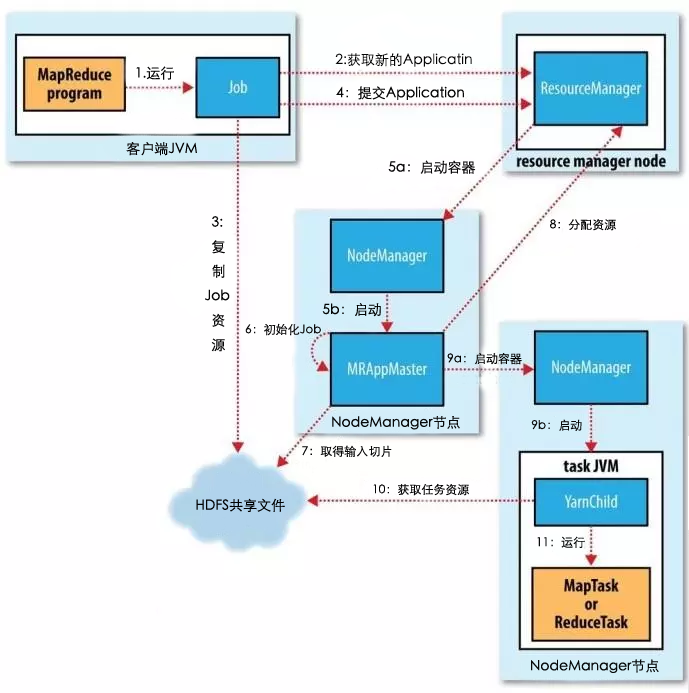 MapReduce
program
1.运行
Job
客户端JVM
2:获取新的Applicatin
4：提交Application
ResourceManager
resource manager node
5a：启动容器
8：分配资源
3:
复
制
Job
资
源
NodeManager
5b：启动
6：初始化Job
MRAppMaster
NodeManager节点
9a：启动容器
NodeManager
9b：启动
7：取得输入切片
HDFS共享文件
10：获取任务资源
task JVM
YarnChild
11：运行
MapTask
or
ReduceTask
NodeManager节点